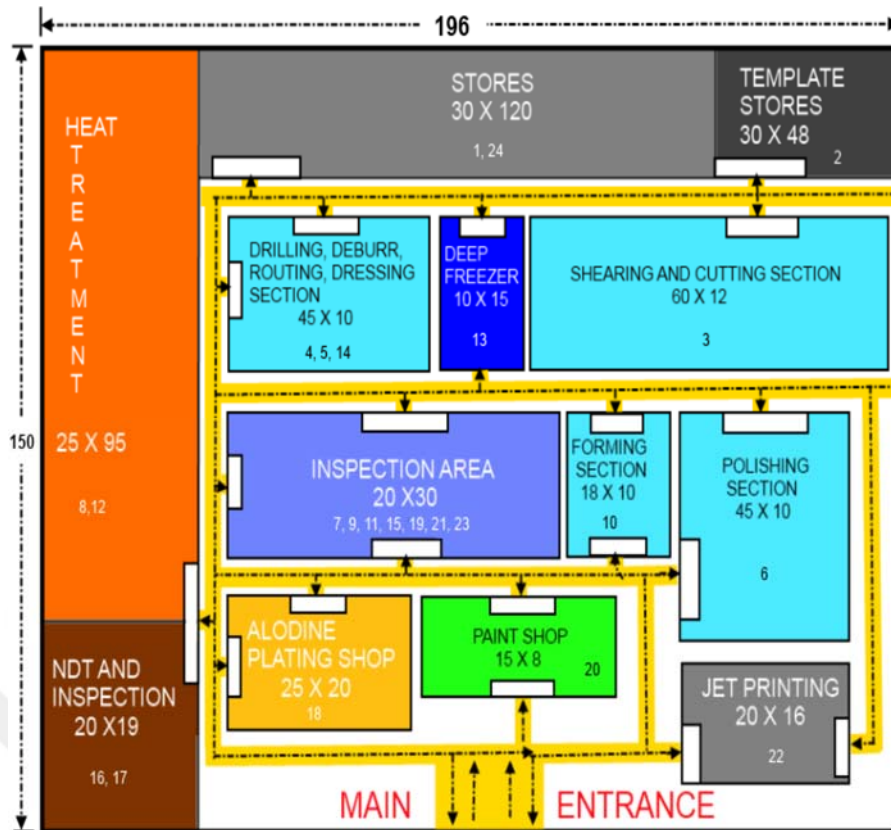 196
150
HEAT
T
R
E
A
T
M
E
N
T
25 X 95
8,12
STORES
30 X 120
1, 24
TEMPLATE
STORES
30 X 48
2
DRILLING, DEBURR,
ROUTING, DRESSING
SECTION
45 X 10
4, 5, 14
DEEP
FREEZER
10 X 15
13
SHEARING AND CUTTING SECTION
60 X 12
3
INSPECTION AREA
20 X30
7, 9, 11, 15, 19, 21, 23
FORMING
SECTION
18 X 10
10
POLISHING
SECTION
45 X 10
6
NDT AND
INSPECTION
20 X19
16, 17
ALODINE
PLATING SHOP
25 X 20
18
PAINT SHOP
15 X 8
20
JET PRINTING
20 X 16
22
MAIN ENTRANCE